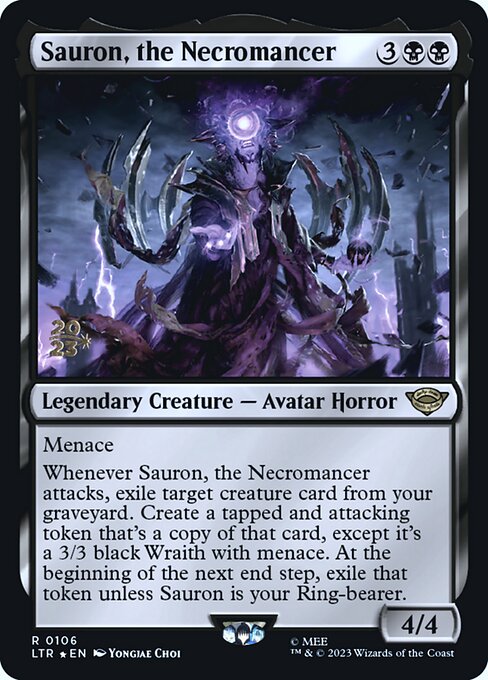 Sauron, the Necromancer 3
2023
Legendary Creature — Avatar Horror
Menace
Whenever Sauron, the Necromancer
attacks, exile target creature card from your
graveyard. Create a tapped and attacking
token that's a copy of that card, except it's
a 3/3 black Wraith with menace. At the
beginning of the next end step, exile that
token unless Sauron is your Ring-bearer.
4/4
R 0106
LTR ★ EN Yongjae Choi
© MEE
™ & © 2023 Wizards of the Coast